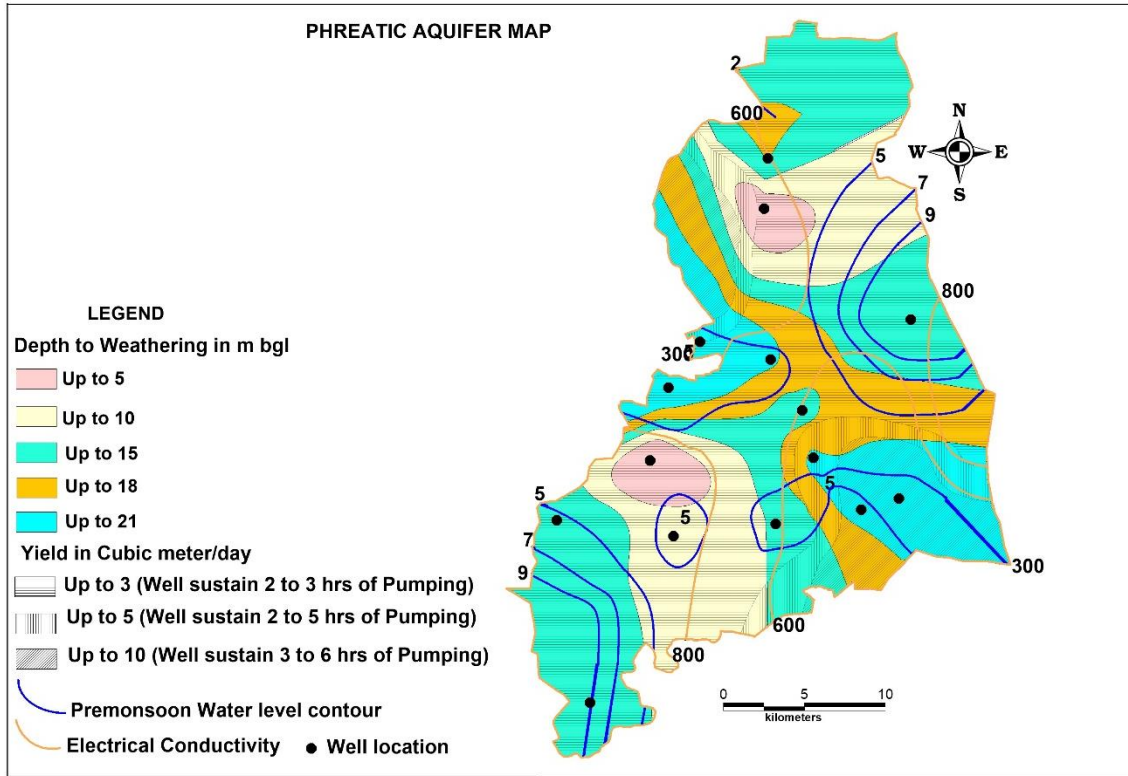 PHREATIC AQUIFER MAP
2
600
N
W E
S
5
7
9
800
LEGEND
Depth to Weathering in m bgl
Up to 5
Up to 10
Up to 15
Up to 18
Up to 21
Yield in Cubic meter/day
Up to 3 (Well sustain 2 to 3 hrs of Pumping)
Up to 5 (Well sustain 2 to 5 hrs of Pumping)
Up to 10 (Well sustain 3 to 6 hrs of Pumping)
Premonsoon Water level contour
Electrical Conductivity
Well location
300
5
5
7
9
5
5
300
600
800
0 5 10
kilometers